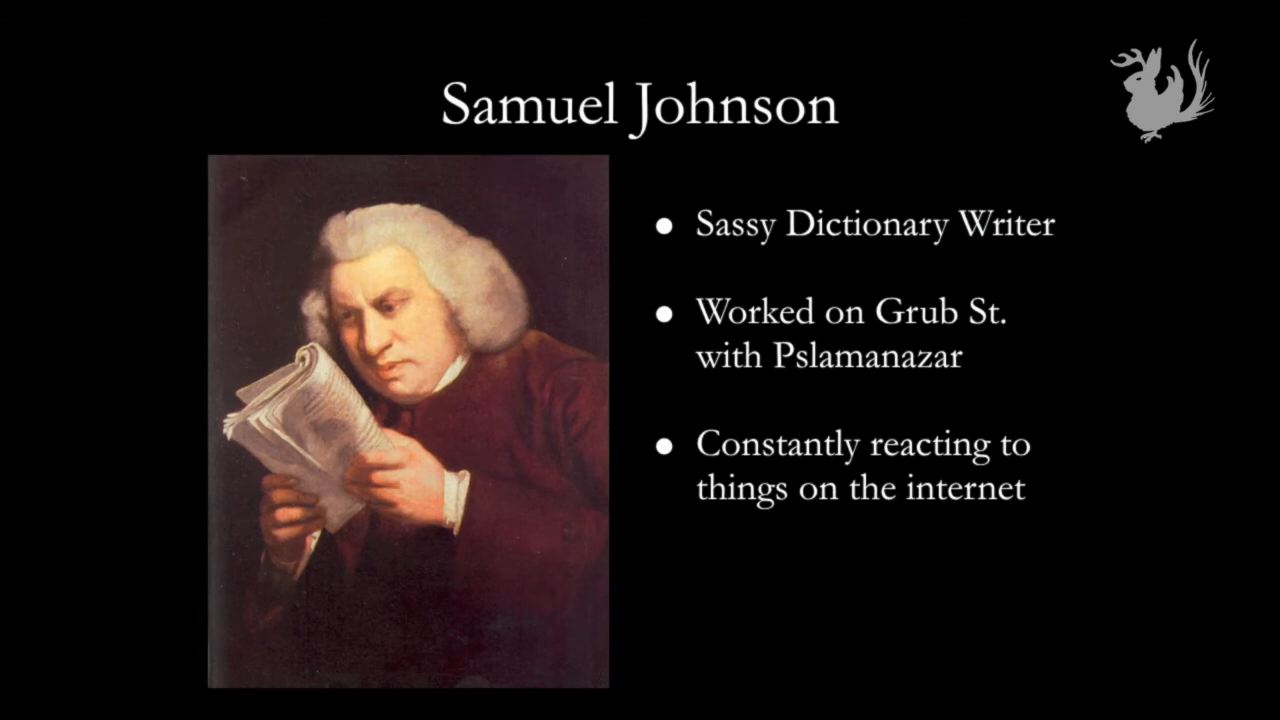 Samuel Johnson
● Sassy Dictionary Writer
● Worked on Grub St.
with Pslamanazar
● Constantly reacting to
things on the internet